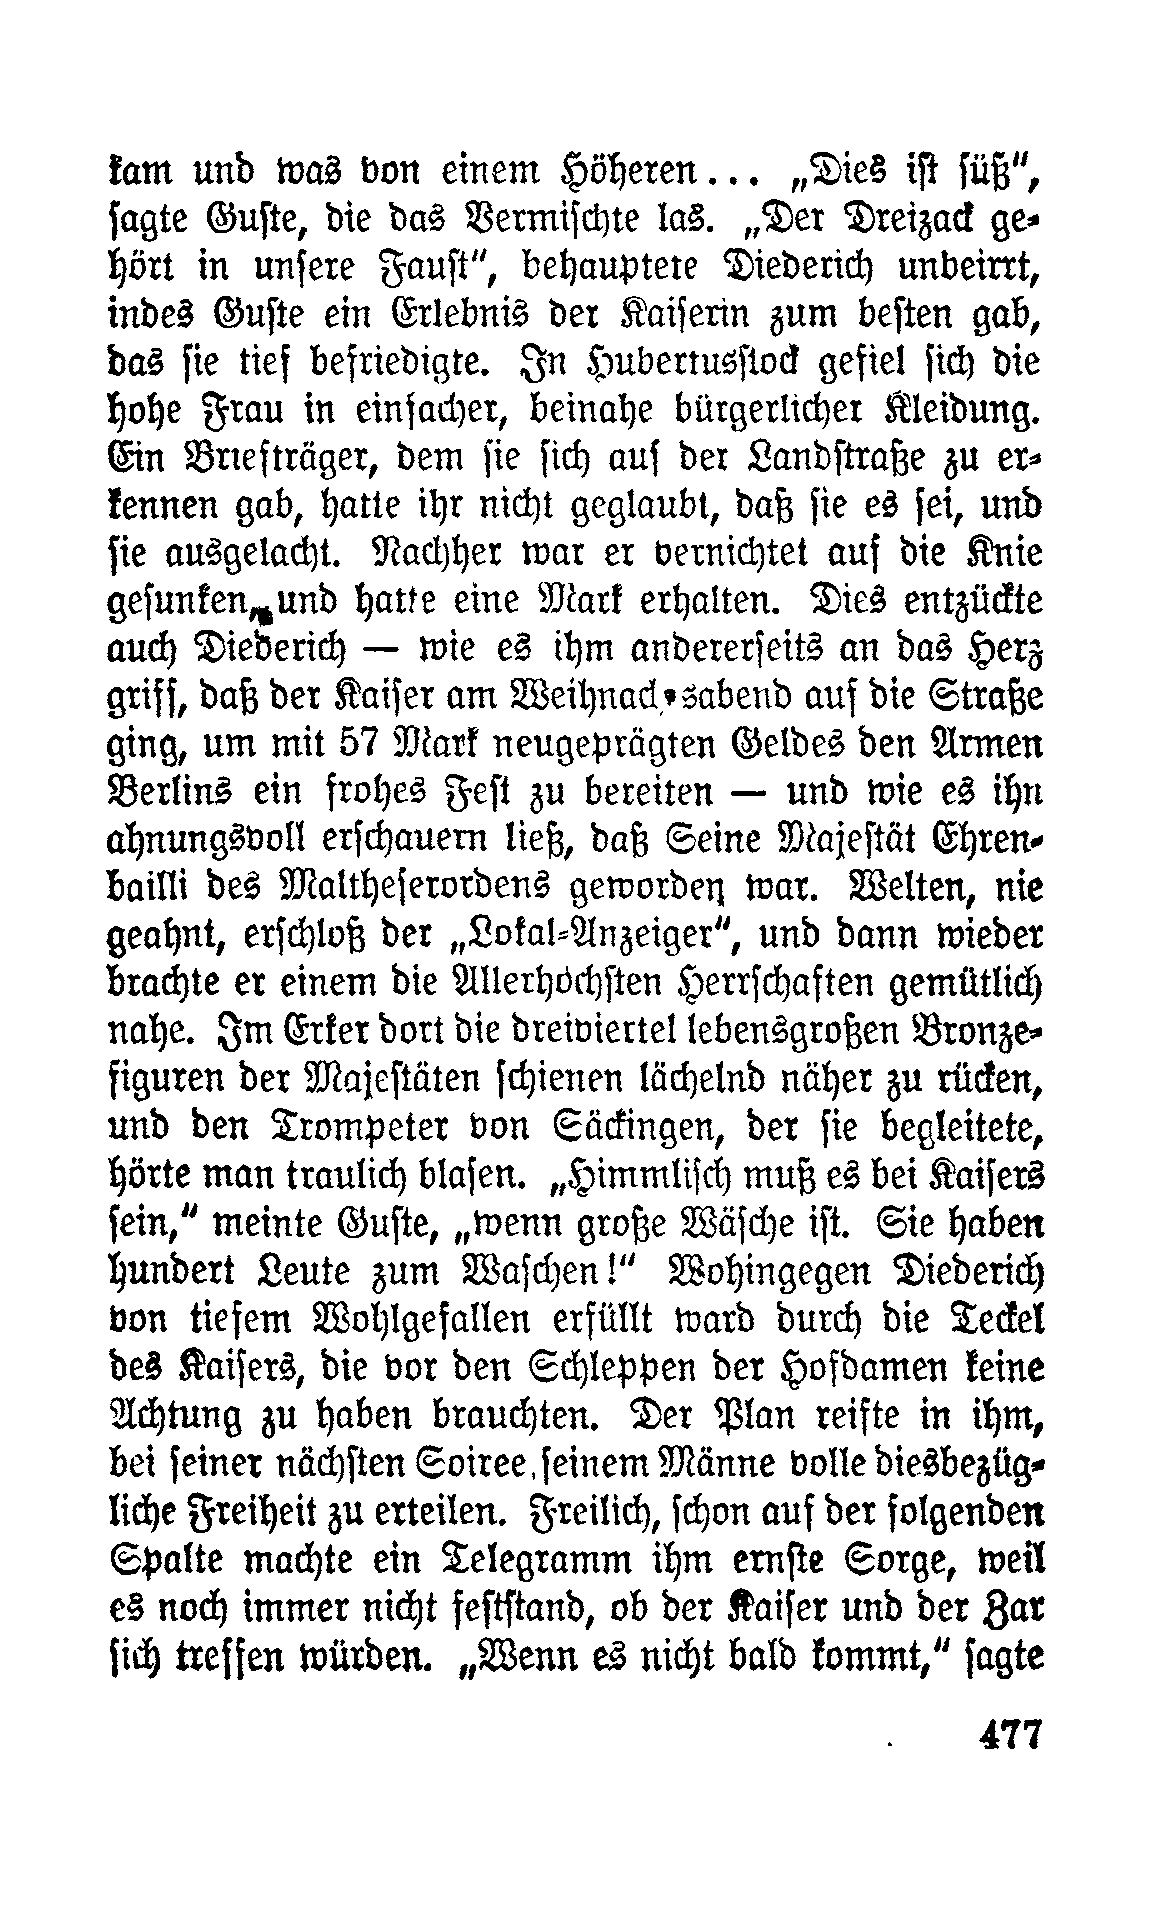 kam und was von einem Höheren... „Dies ist süß“,
sagte Guste, die das Vermischte las. „Der Dreizack ge-
hört in unsere Faust“, behauptete Diederich unbeirrt,
indes Guste ein Erlebnis der Kaiserin zum besten gab,
das sie tief befriedigte. In Hubertusstock gefiel sich die
hohe Frau in einfacher, beinahe bürgerlicher Kleidung.
Ein Briefträger, dem sie sich auf der Landstraße zu er-
kennen gab, hatte ihr nicht geglaubt, daß sie es sei, und
sie ausgelacht. Nachher war er vernichtet auf die Knie
gesunken, und hatte eine Mark erhalten. Dies entzückte
auch Diederich — wie es ihm andererseits an das Herz
griff, daß der Kaiser am Weihnachtsabend auf die Straße
ging, um mit 57 Mark neugeprägten Geldes den Armen
Berlins ein frohes Fest zu bereiten — und wie es ihn
ahnungsvoll erschauern ließ, daß Seine Majestät Ehren-
bailli des Maltheserordens geworden war. Welten, nie
geahnt, erschloß der „Lokal-Anzeiger“, und dann wieder
brachte er einem die Allerhöchsten Herrschaften gemütlich
nahe. Im Erker dort die dreiviertel lebensgroßen Bronze-
figuren der Majestäten schienen lächelnd näher zu rücken,
und den Trompeter von Säckingen, der sie begleitete,
hörte man traulich blasen. „Himmlisch muß es bei Kaisers
sein,“ meinte Guste, „wenn große Wäsche ist. Sie haben
hundert Leute zum Waschen!“ Wohingegen Diederich
von tiefem Wohlgefallen erfüllt ward durch die Teckel
des Kaisers, die vor den Schleppen der Hofdamen keine
Achtung zu haben brauchten. Der Plan reifte in ihm,
bei seiner nächsten Soiree, seinem Männe volle diesbezüg-
liche Freiheit zu erteilen. Freilich, schon auf der folgenden
Spalte machte ein Telegramm ihm ernste Sorge, weil
es noch immer nicht feststand, ob der Kaiser und der Zar
sich treffen würden. „Wenn es nicht bald kommt,“ sagte
477